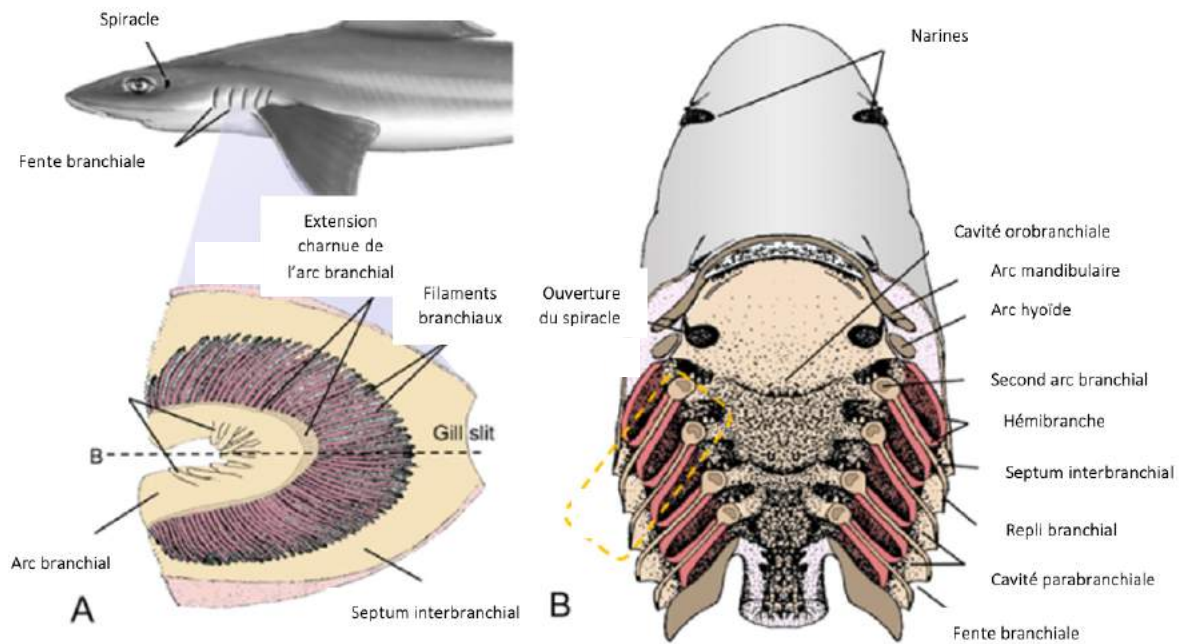 Spiracle
Fente branchiale
Extension
charnue de
l'arc branchial
Filaments
branchiaux
Ouverture
du spiracle
B
Gill slit
Arc branchial
A
Septum interbranchial
Narines
Cavité orobranchiale
Arc mandibulaire
Arc hyoïde
Second arc branchial
Hémibranche
Septum interbranchial
Repli branchial
Cavité parabranchiale
Fente branchiale
B